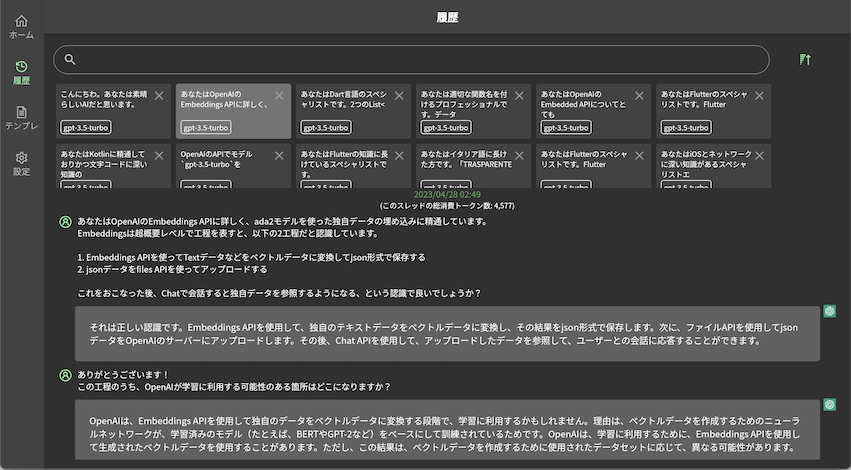 履歴
ホーム
履歴
テンプレ
設定
こんにちわ。あなたは素晴
らしいAIだと思います。
gpt-3.5-turbo
あなたはOpenAIの
Embeddings APIに詳しく、
gpt-3.5-turbo
あなたはDart言語のスペシ
ャリストです。2つのList<
gpt-3.5-turbo
あなたは適切な関数名を付
けるプロフェッショナルで
す。データ
gpt-3.5-turbo
あなたはOpenAIの
Embedded APIについてと
ても
gpt-3.5-turbo
あなたはFlutterのスペシャ
リストです。Flutter
gpt-3.5-turbo
あなたはKotlinに精通して
おりかつ文字コードに深い
知識の
gpt-3.5-turbo
OpenAIのAPIでモデル
`gpt-3.5-turbo`を
gpt-3.5-turbo
あなたはFlutterの知識に長
けているスペシャリストで
す。
gpt-3.5-turbo
あなたはイタリア語に長け
た方です。「TRASPARENTE
gpt-3.5-turbo
あなたはFlutterのスペシャ
リストです。Flutter
gpt-3.5-turbo
あなたはiOSとネットワーク
に深い知識があるスペシャ
リストエ
gpt-3.5-turbo
2023/04/28 02:49
(このスレッドの総消費トークン数: 4,577)
あなたはOpenAIのEmbeddings APIに詳しく、ada2モデルを使った独自データの埋め込みに精通しています。
Embeddingsは超概要レベルで工程を表すと、以下の2工程だと認識しています。
1. Embeddings APIを使ってTextデータなどをベクトルデータに変換してjson形式で保存する
2. jsonデータをfiles APIを使ってアップロードする
これをおこなった後、Chatで会話すると独自データを参照するようになる、という認識で良いでしょうか？
それは正しい認識です。Embeddings APIを使用して、独自のテキストデータをベクトルデータに変換し、その結果をjson形式で保存します。次に、ファイルAPIを使用してjson
データをOpenAIのサーバーにアップロードします。その後、Chat APIを使用して、アップロードしたデータを参照して、ユーザーとの会話に応答することができます。
ありがとうございます！
この工程のうち、OpenAIが学習に利用する可能性のある箇所はどこになりますか？
OpenAIは、Embeddings APIを使用して独自のデータをベクトルデータに変換する段階で、学習に利用するかもしれません。理由は、ベクトルデータを作成するためのニューラ
ルネットワークが、学習済みのモデル（たとえば、BERTやGPT-2など）をベースにして訓練されているためです。OpenAIは、学習に利用するために、Embeddings APIを使用し
て生成されたベクトルデータを使用することがあります。ただし、この結果は、ベクトルデータを作成するために使用されたデータセットに応じて、異なる可能性があります。